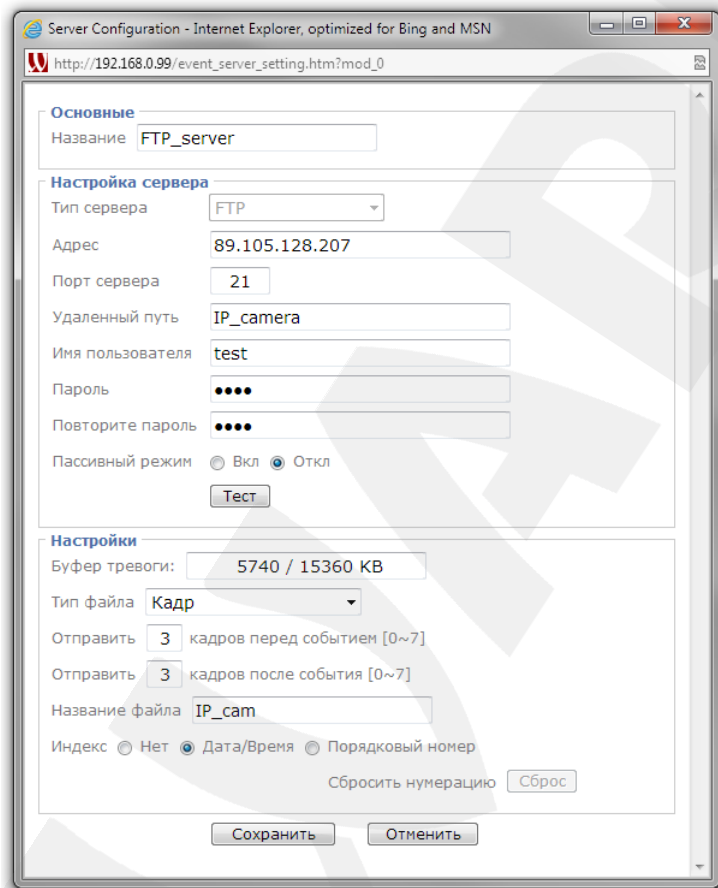 Server Configuration - Internet Explorer, optimized for Bing and MSN
http://192.168.0.99/event_server_setting.htm?mod_0
Основные
Название FTP_server
Настройка сервера
Тип сервера FTP
Адрес 89.105.128.207
Порт сервера 21
Удаленный путь IP_camera
Имя пользователя test
Пароль ●●●●
Повторите пароль ●●●●
Пассивный режим Вкл Откл
Тест
Настройки
Буфер тревоги: 5740 / 15360 KB
Тип файла Кадр
Отправить 3 кадров перед событием [0~7]
Отправить 3 кадров после события [0~7]
Название файла IP_cam
Индекс Нет Дата/Время Порядковый номер
Сбросить нумерацию Сброс
Сохранить Отменить